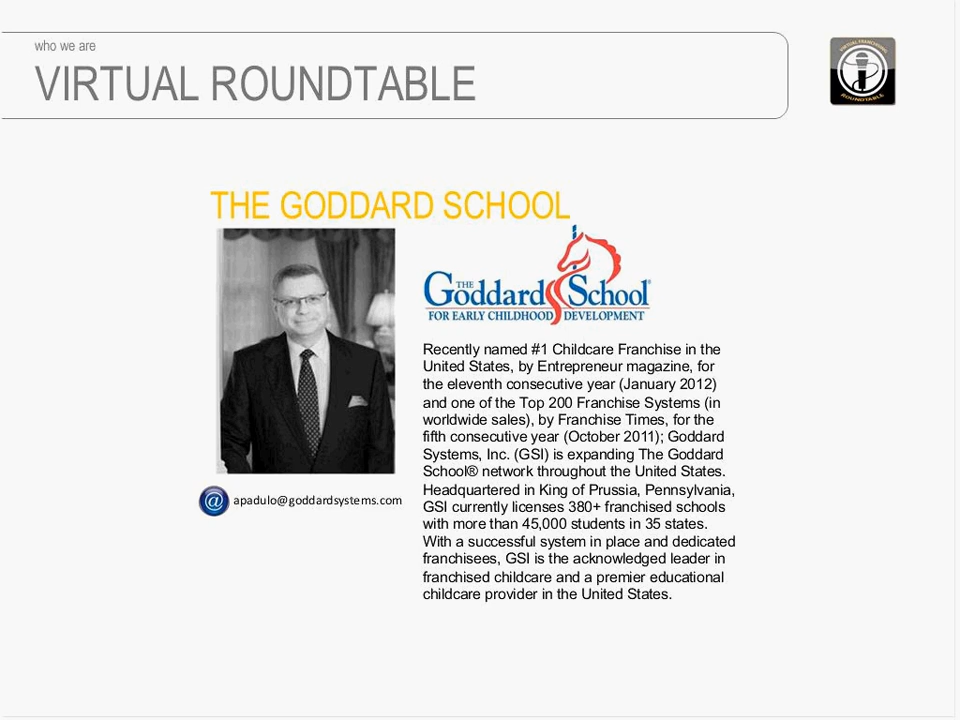 who we are
VIRTUAL ROUNDTABLE
VIRTUAL FRANCHISING
ROUNDTABLE
THE GODDARD SCHOOL
THE
Goddard School®
FOR EARLY CHILDHOOD DEVELOPMENT
Recently named #1 Childcare Franchise in the
United States, by Entrepreneur magazine, for
the eleventh consecutive year (January 2012)
and one of the Top 200 Franchise Systems (in
worldwide sales), by Franchise Times, for the
fifth consecutive year (October 2011); Goddard
Systems, Inc. (GSI) is expanding The Goddard
School® network throughout the United States.
Headquartered in King of Prussia, Pennsylvania,
GSI currently licenses 380+ franchised schools
with more than 45,000 students in 35 states.
With a successful system in place and dedicated
franchisees, GSI is the acknowledged leader in
franchised childcare and a premier educational
childcare provider in the United States.
@ apadulo@goddardsystems.com